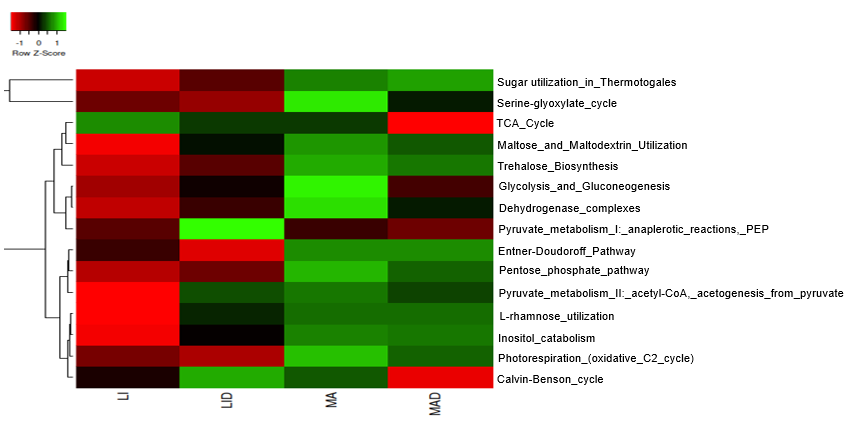 -1 0 1
Row Z-Score
Sugar utilization_in_Thermotogales
Serine-glyoxylate_cycle
TCA_Cycle
Maltose_and_Maltodextrin_Utilization
Trehalose_Biosynthesis
Glycolysis_and_Gluconeogenesis
Dehydrogenase_complexes
Pyruvate_metabolism_I:_anaplerotic_reactions,_PEP
Entner-Doudoroff_Pathway
Pentose_phosphate_pathway
Pyruvate_metabolism_II:_acetyl-CoA,_acetogenesis_from_pyruvate
L-rhamnose_utilization
Inositol_catabolism
Photorespiration_(oxidative_C2_cycle)
Calvin-Benson_cycle
LI
LID
MA
MAD